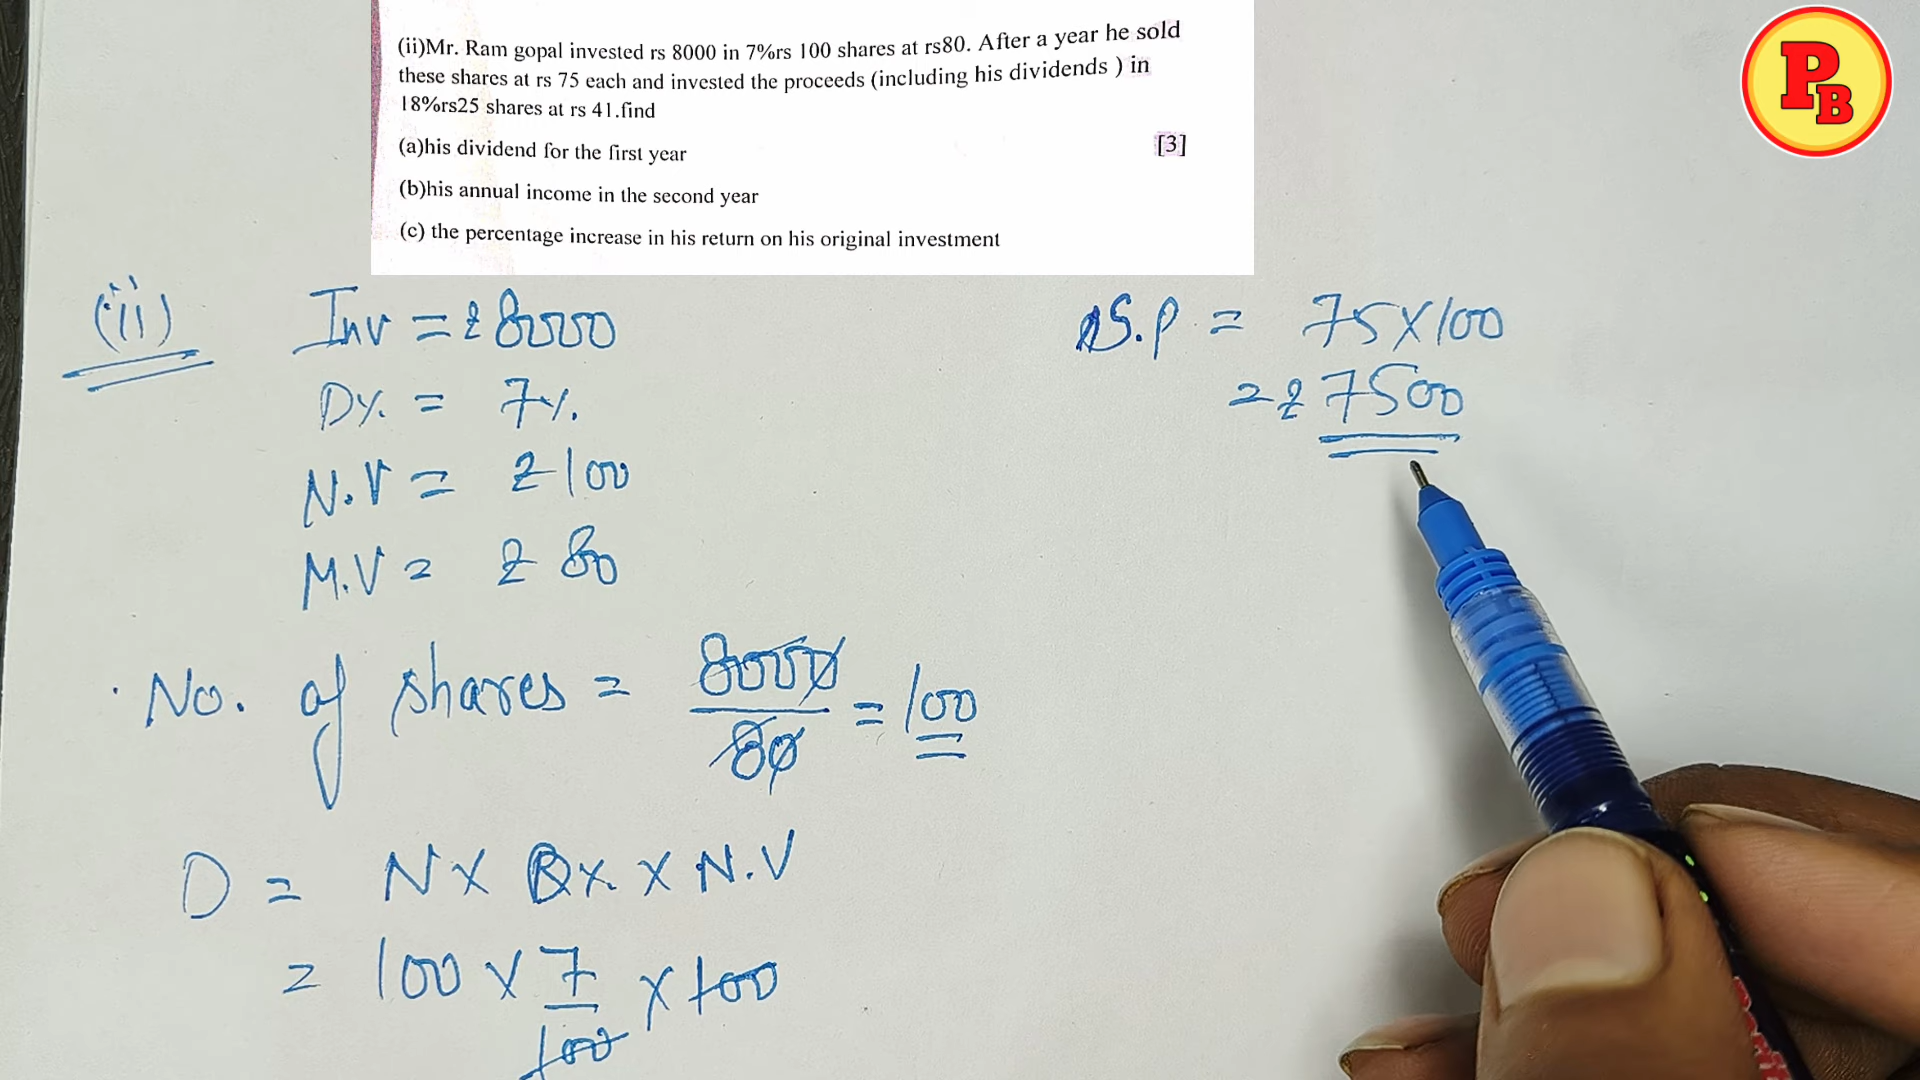 (ii)Mr. Ram gopal invested rs 8000 in 7%rs 100 shares at rs80. After a year he sold
these shares at rs 75 each and invested the proceeds (including his dividends ) in
18%rs25 shares at rs 41.find
(a)his dividend for the first year [3]
(b)his annual income in the second year
(c) the percentage increase in his return on his original investment
PB
(ii) Inv = ₹ 8000
D%. = 7%.
N.V = ₹ 100
M.V = ₹ 80
No. of shares = 8000/80 = 100
D = N × D%. × N.V
= 100 × 7/100 × 100
S.P = 75 × 100
= ₹ 7500